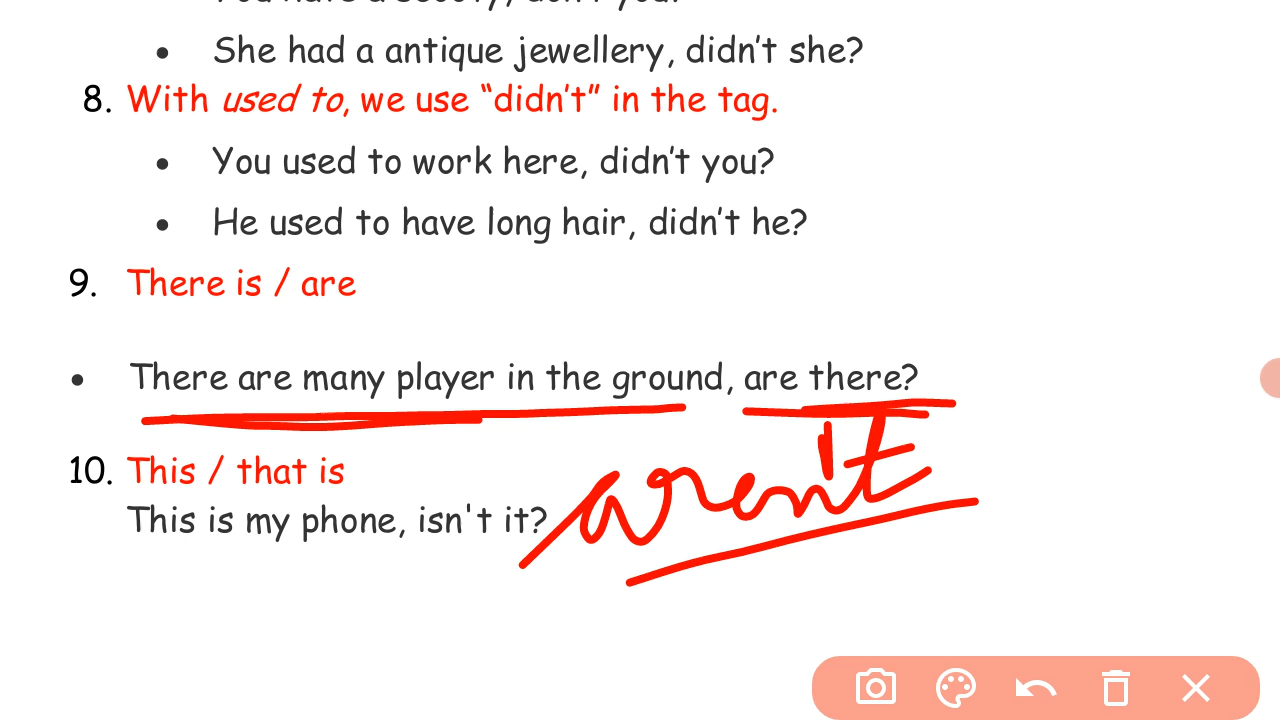 • She had a antique jewellery, didn’t she?
8. With used to, we use “didn’t” in the tag.
• You used to work here, didn’t you?
• He used to have long hair, didn’t he?
9. There is / are
• There are many player in the ground, are there?
aren't
10. This / that is
This is my phone, isn't it?